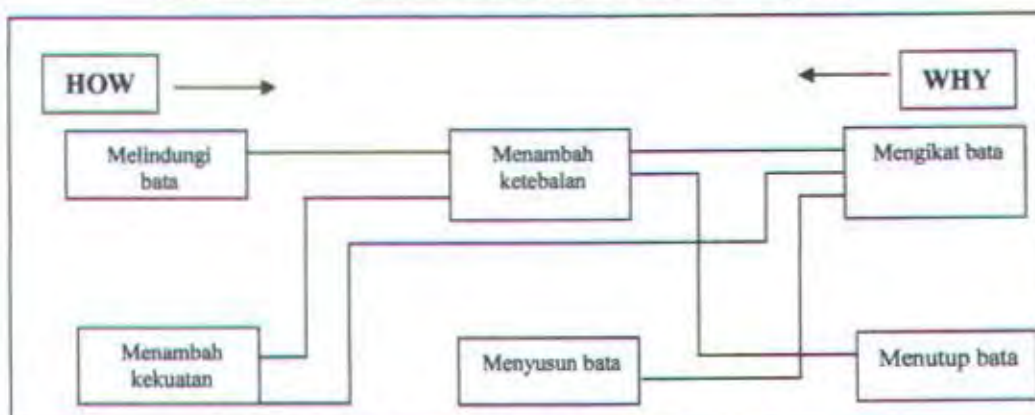 HOW
WHY
Melindungi
bata
Menambah
ketebalan
Mengikat bata
Menambah
kekuatan
Menyusun bata
Menutup bata